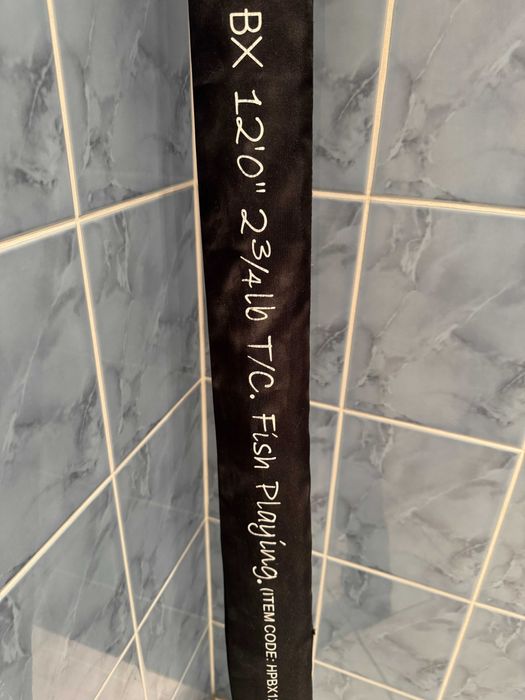 BX 12'0" 2 3/4lb T/C. Fish Playing. (ITEM CODE: HPBX1